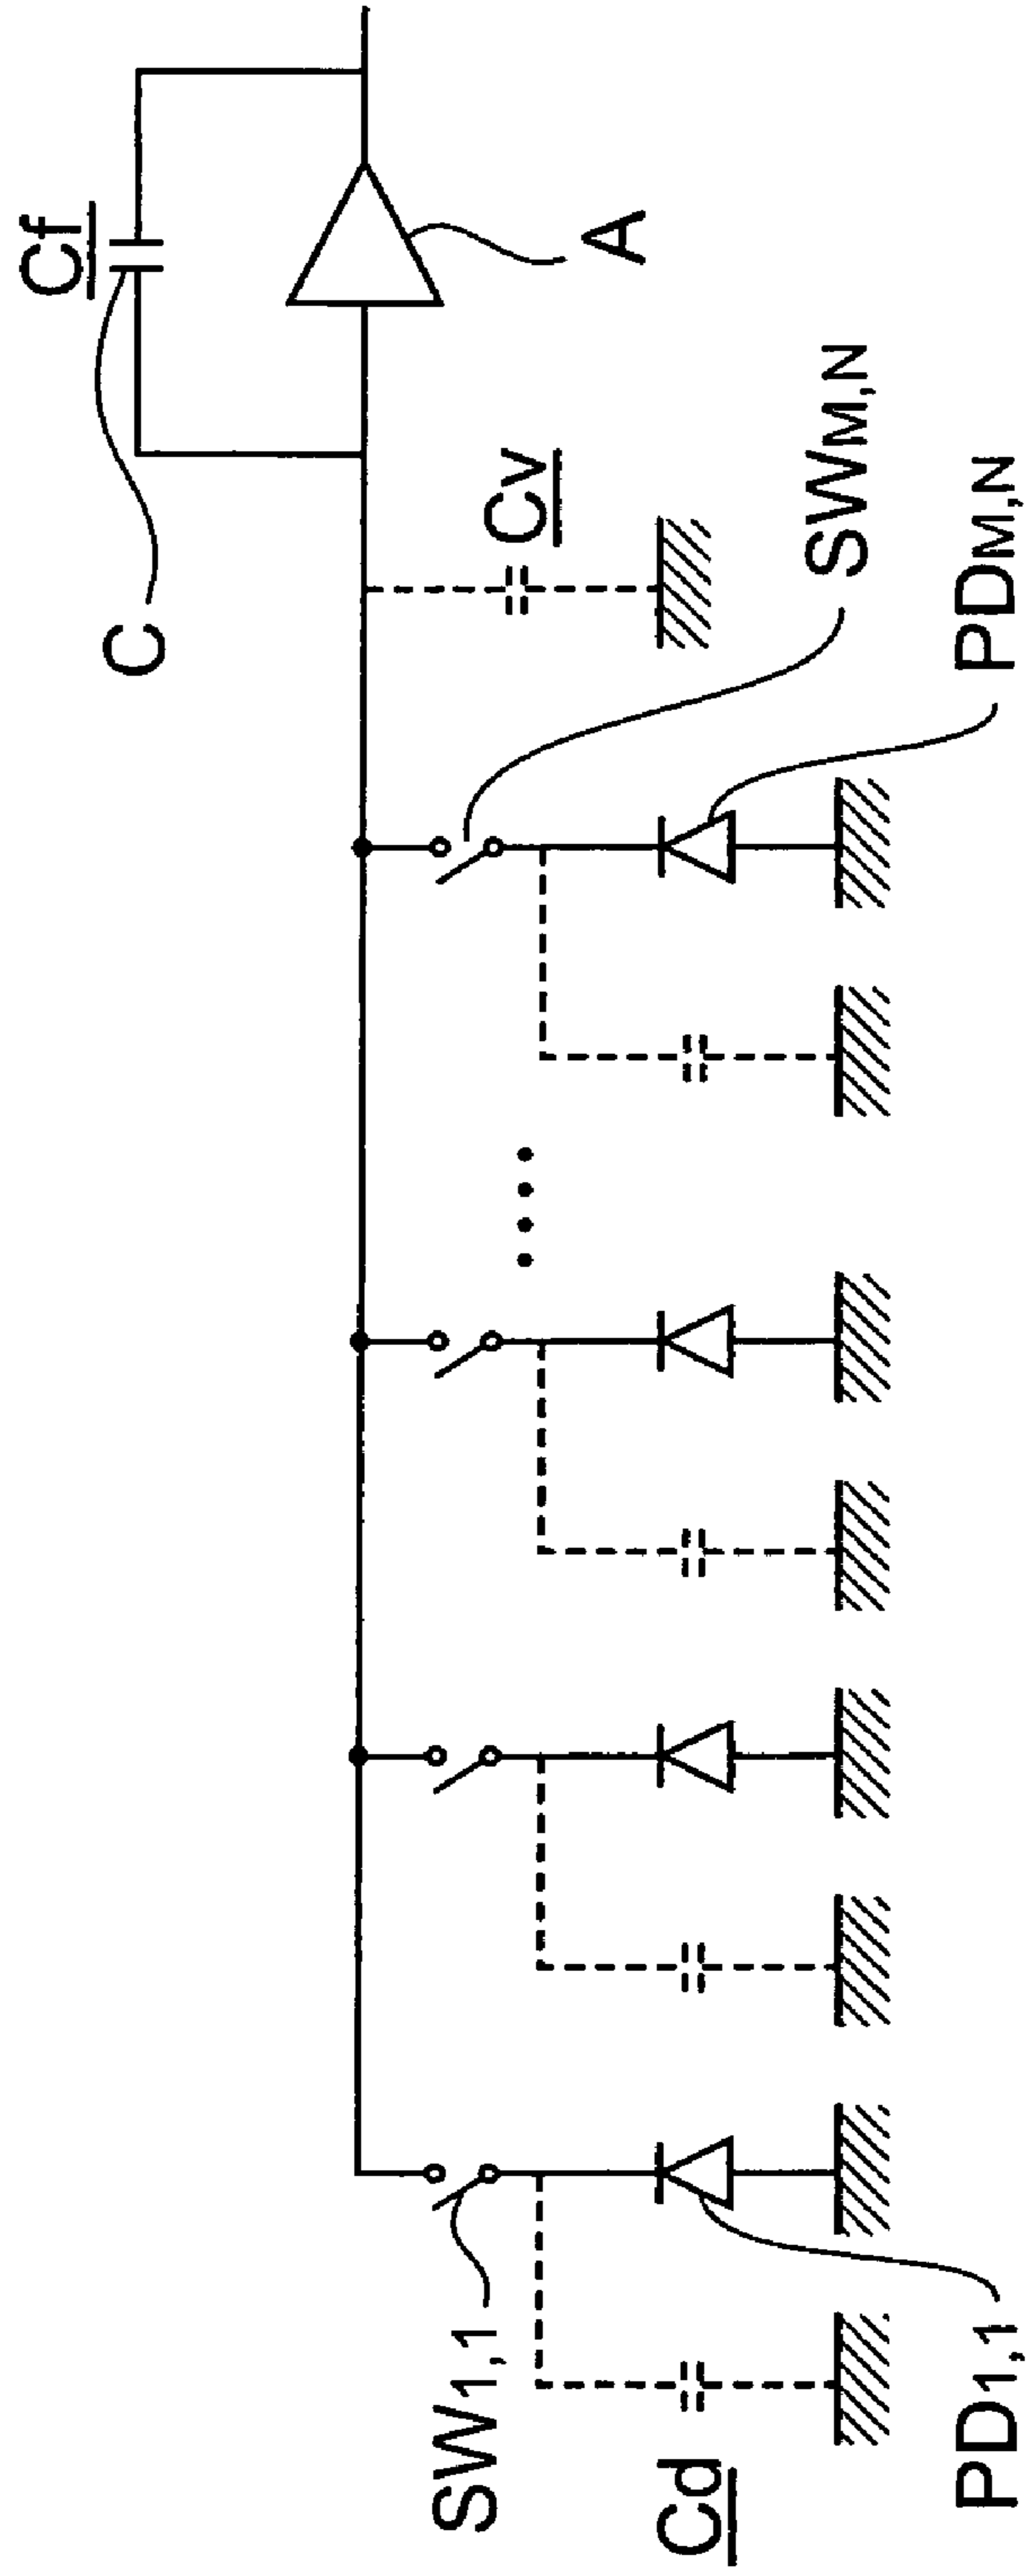 Cf
C
A
Cv
SWM,N
PDM,N
SW1,1
Cd
PD1,1